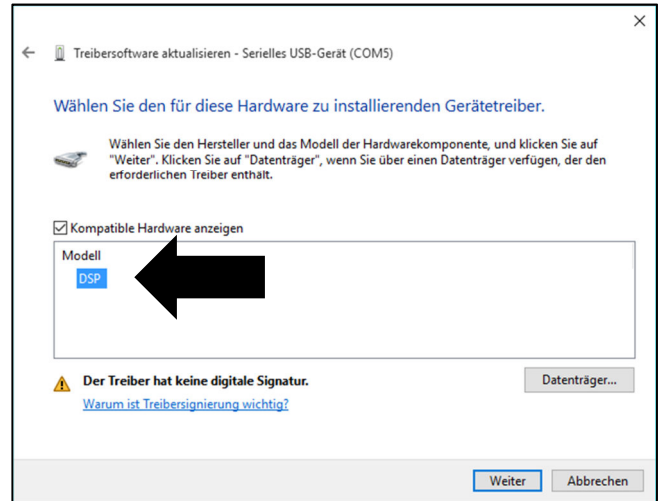 Treibersoftware aktualisieren - Serielles USB-Gerät (COM5)
Wählen Sie den für diese Hardware zu installierenden Gerätetreiber.
Wählen Sie den Hersteller und das Modell der Hardwarekomponente, und klicken Sie auf
"Weiter". Klicken Sie auf "Datenträger", wenn Sie über einen Datenträger verfügen, der den
erforderlichen Treiber enthält.
Kompatible Hardware anzeigen
Modell
DSP
Der Treiber hat keine digitale Signatur.
Datenträger...
Warum ist Treibersignierung wichtig?
Weiter
Abbrechen